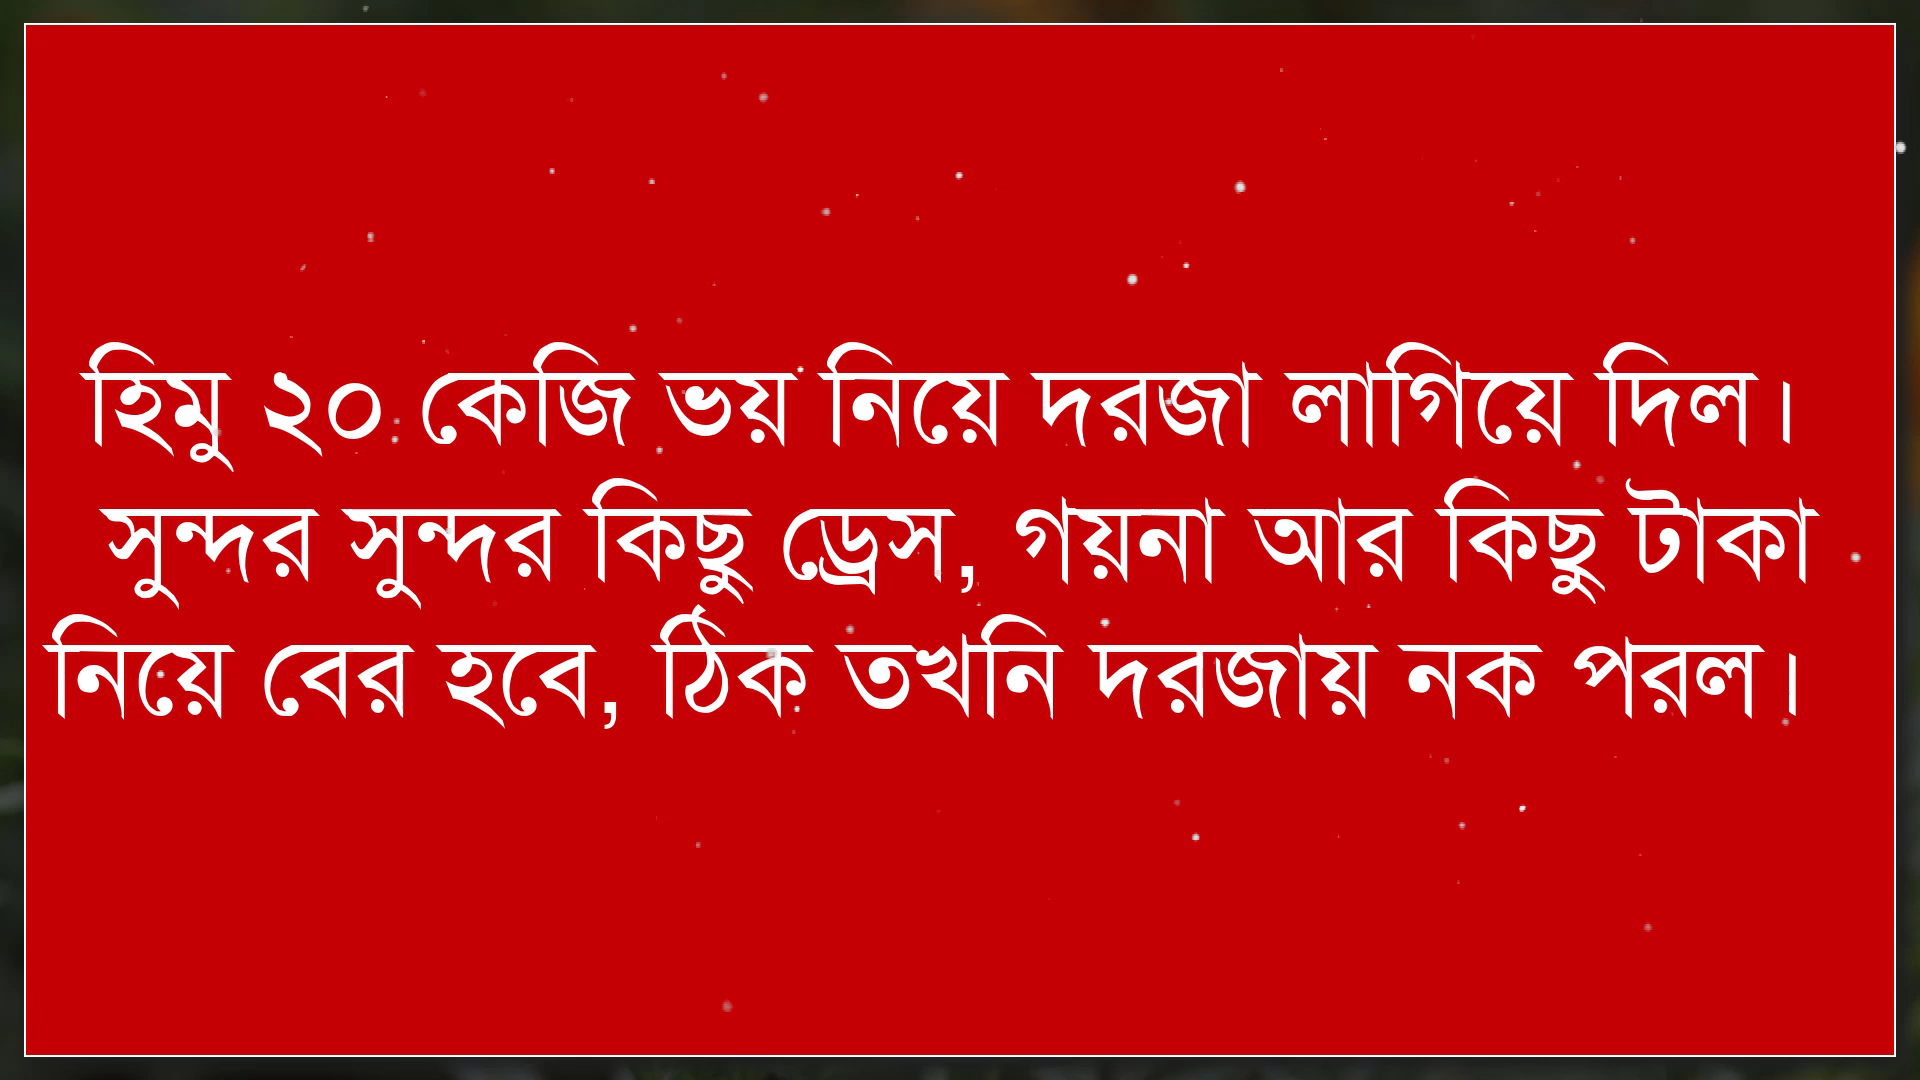 হিমু ২০ কেজি ভয় নিয়ে দরজা লাগিয়ে দিল।
সুন্দর সুন্দর কিছু ড্রেস, গয়না আর কিছু টাকা
নিয়ে বের হবে, ঠিক তখনি দরজায় নক পরল।